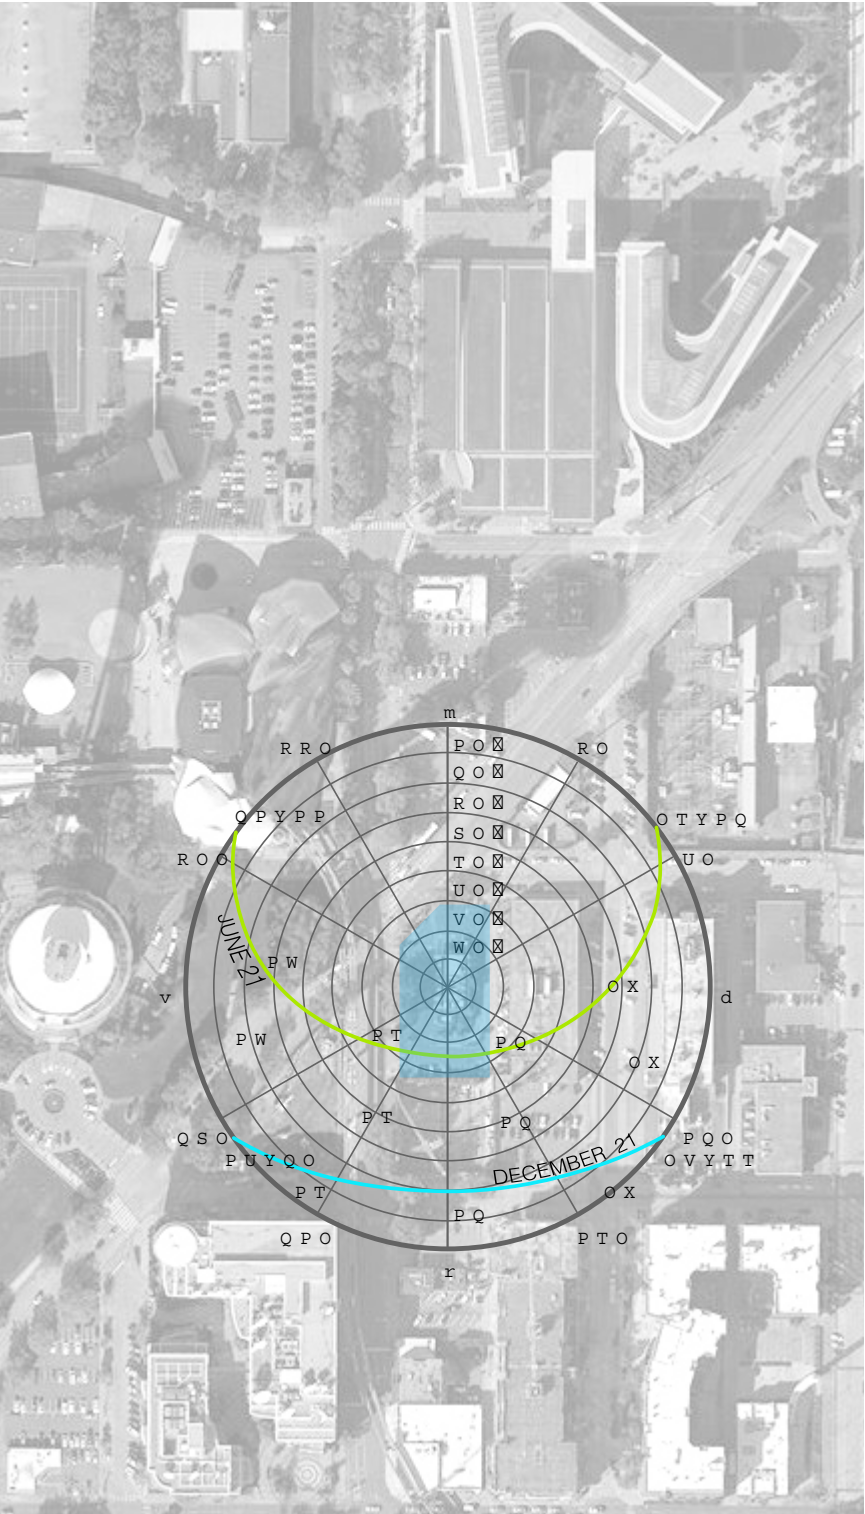 m
R R O
P O
R O
Q O
R O
Q P Y P P
O T Y P Q
S O
R O O
T O
U O
U O
V O
JUNE 21
W O
P W
O X
v
d
P T
P Q
P W
O X
P T
P Q
Q S O
DECEMBER 21
P Q O
P U Y Q O
O V Y T T
P T
O X
P Q
Q P O
P T O
r